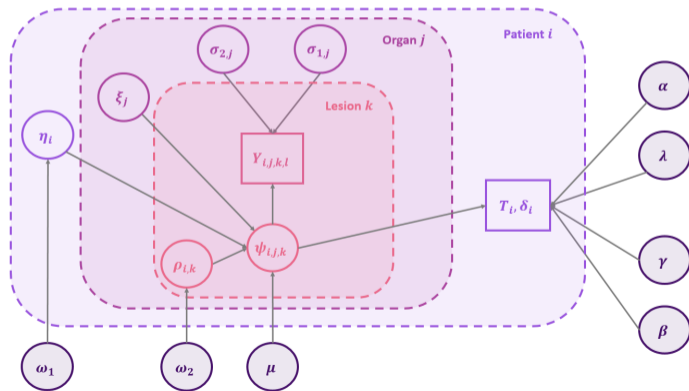 Patient i
Organ j
σ₂,ⱼ
σ₁,ⱼ
α
ξⱼ
Lesion k
ηᵢ
λ
Yᵢ,ⱼ,ₖ,ₗ
Tᵢ, δᵢ
ψᵢ,ⱼ,ₖ
ρᵢ,ₖ
γ
β
ω₁
ω₂
μ